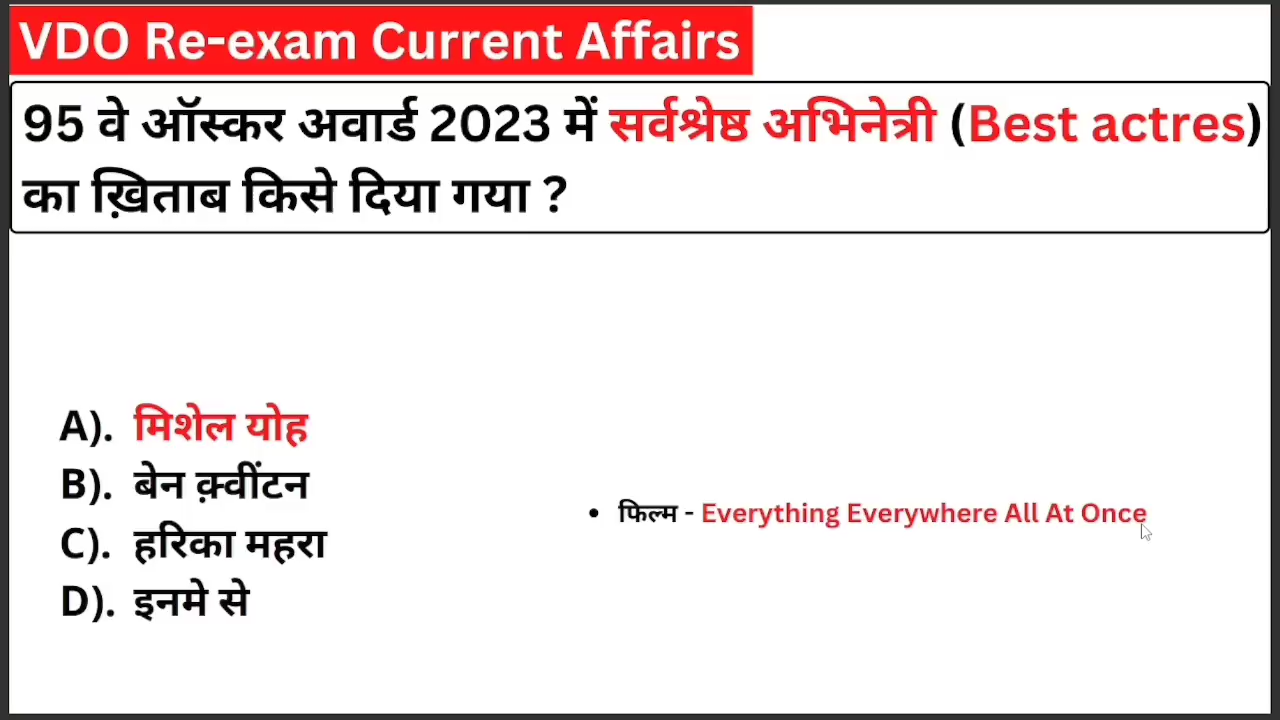 VDO Re-exam Current Affairs
95 वे ऑस्कर अवार्ड 2023 में सर्वश्रेष्ठ अभिनेत्री (Best actres)
का ख़िताब किसे दिया गया ?
A). मिशेल योह
B). बेन क़्वींटन
C). हरिका महरा
D). इनमे से
• फिल्म - Everything Everywhere All At Once